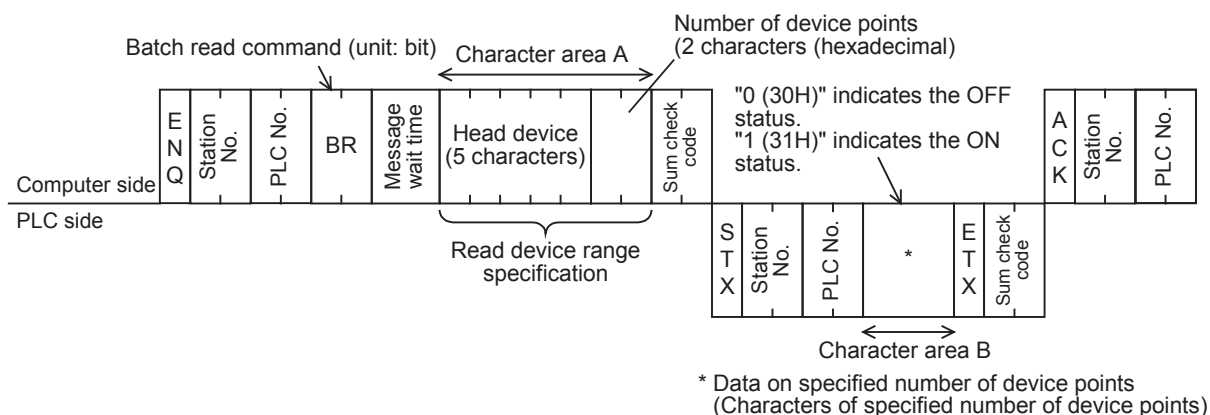 Number of device points
(2 characters (hexadecimal)
Batch read command (unit: bit)
Character area A
"0 (30H)" indicates the OFF
status.
"1 (31H)" indicates the ON
status.
E
N
Q
Station
No.
PLC No.
BR
Message
wait time
Head device
(5 characters)
Sum check
code
A
C
K
Station
No.
PLC No.
Computer side
PLC side
Read device range
specification
S
T
X
Station
No.
PLC No.
*
E
T
X
Sum check
code
Character area B
* Data on specified number of device points
(Characters of specified number of device points)